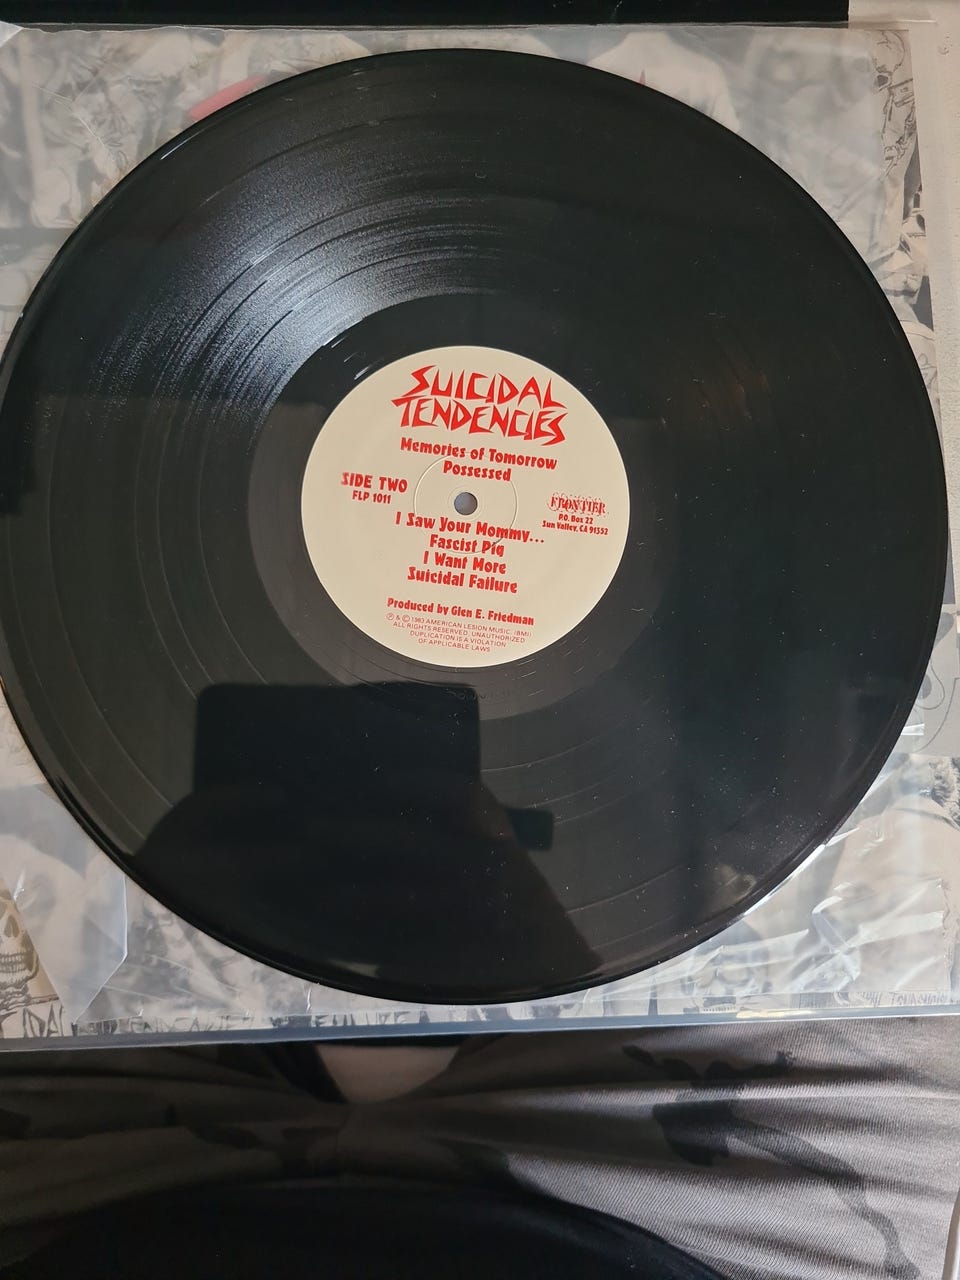 SUICIDAL
TENDENCIES
Memories of Tomorrow
Possessed
SIDE TWO
FLP 1011
FRONTIER
P.O. Box 22
Sun Valley, CA 91352
I Saw Your Mommy...
Fascist Pig
I Want More
Suicidal Failure
Produced by Glen E. Friedman
℗ & © 1983 AMERICAN LESION MUSIC. (BMI)
ALL RIGHTS RESERVED. UNAUTHORIZED
DUPLICATION IS A VIOLATION
OF APPLICABLE LAWS